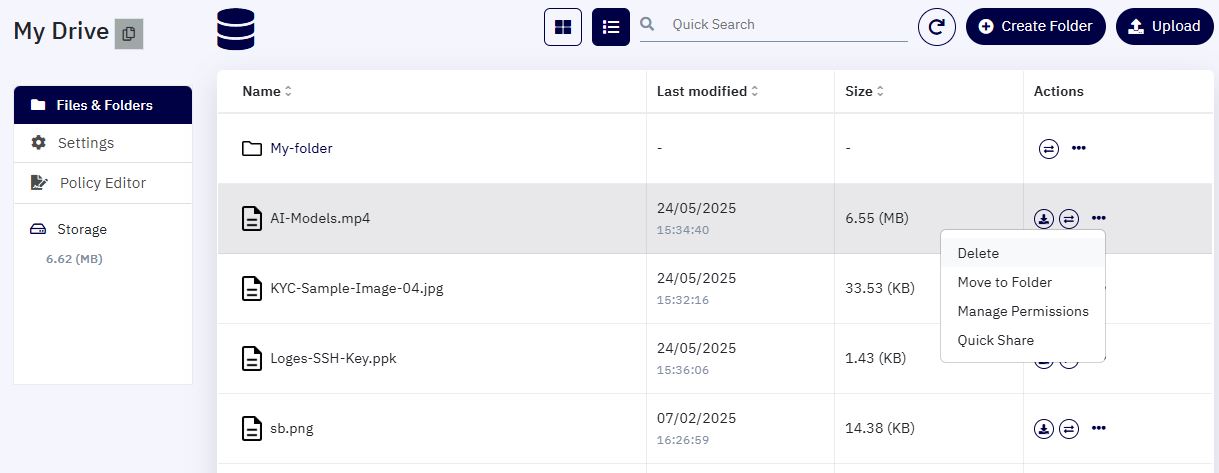 My Drive
Quick Search
Create Folder
Upload
Files & Folders
Settings
Policy Editor
Storage
6.62 (MB)
Name
Last modified
Size
Actions
My-folder
-
-
AI-Models.mp4
24/05/2025
15:34:40
6.55 (MB)
Delete
Move to Folder
Manage Permissions
Quick Share
KYC-Sample-Image-04.jpg
24/05/2025
15:32:16
33.53 (KB)
Loges-SSH-Key.ppk
24/05/2025
15:36:06
1.43 (KB)
sb.png
07/02/2025
16:26:59
14.38 (KB)